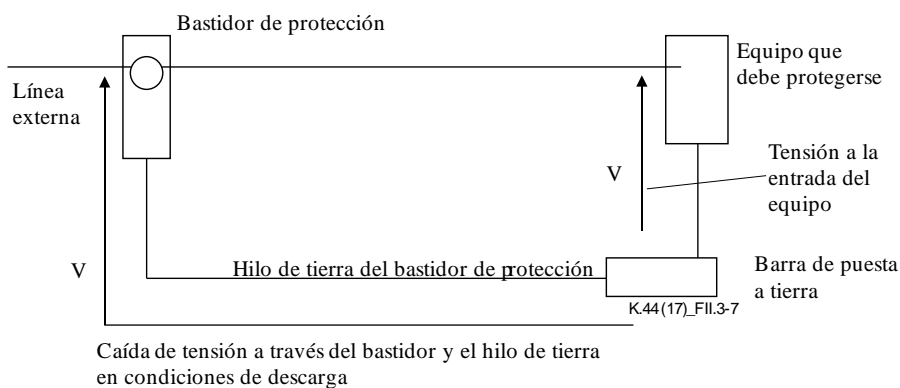 Bastidor de protección
Línea
externa
Equipo que
debe protegerse
V
Tensión a la
entrada del
equipo
V
Hilo de tierra del bastidor de protección
Barra de puesta
a tierra
K.44(17)_FII.3-7
Caída de tensión a través del bastidor y el hilo de tierra
en condiciones de descarga